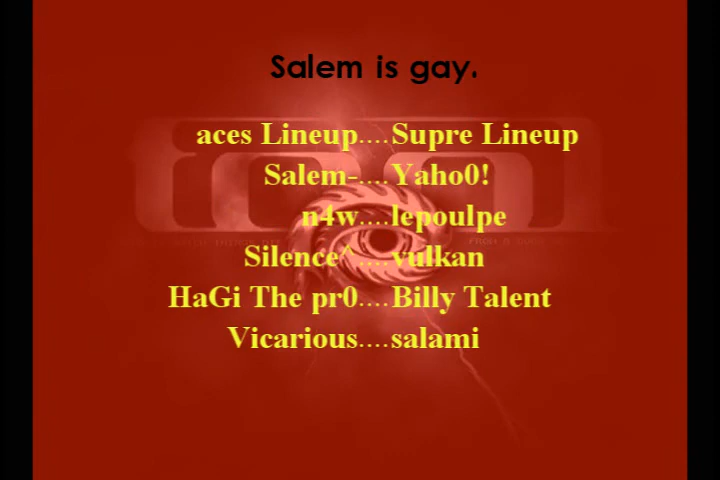 Salem is gay.
aces Lineup....Supre Lineup
Salem-....Yaho0!
n4w....lepoulpe
Silence^....vulkan
HaGi The pr0....Billy Talent
Vicarious....salami